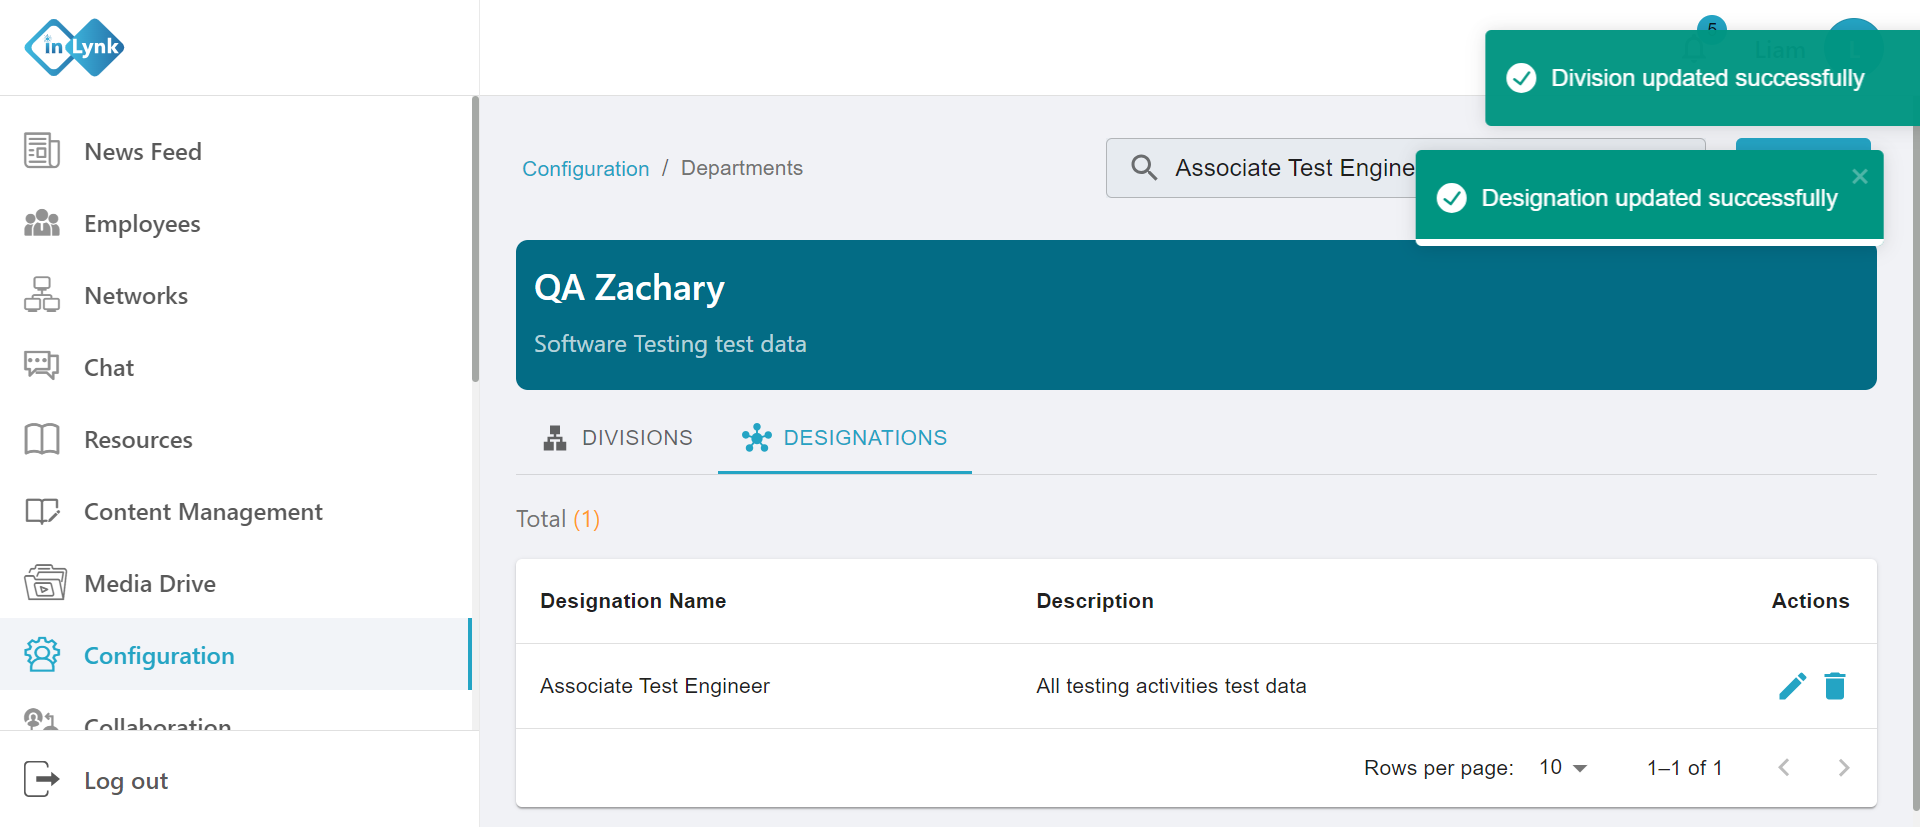 in Lynk
5
Liam
Division updated successfully
News Feed
Employees
Networks
Chat
Resources
Content Management
Media Drive
Configuration
Collaboration
Log out
Configuration / Departments
Associate Test Engine
Designation updated successfully
QA Zachary
Software Testing test data
DIVISIONS
DESIGNATIONS
Total (1)
Designation Name Description Actions
Associate Test Engineer All testing activities test data
Rows per page: 10 1–1 of 1